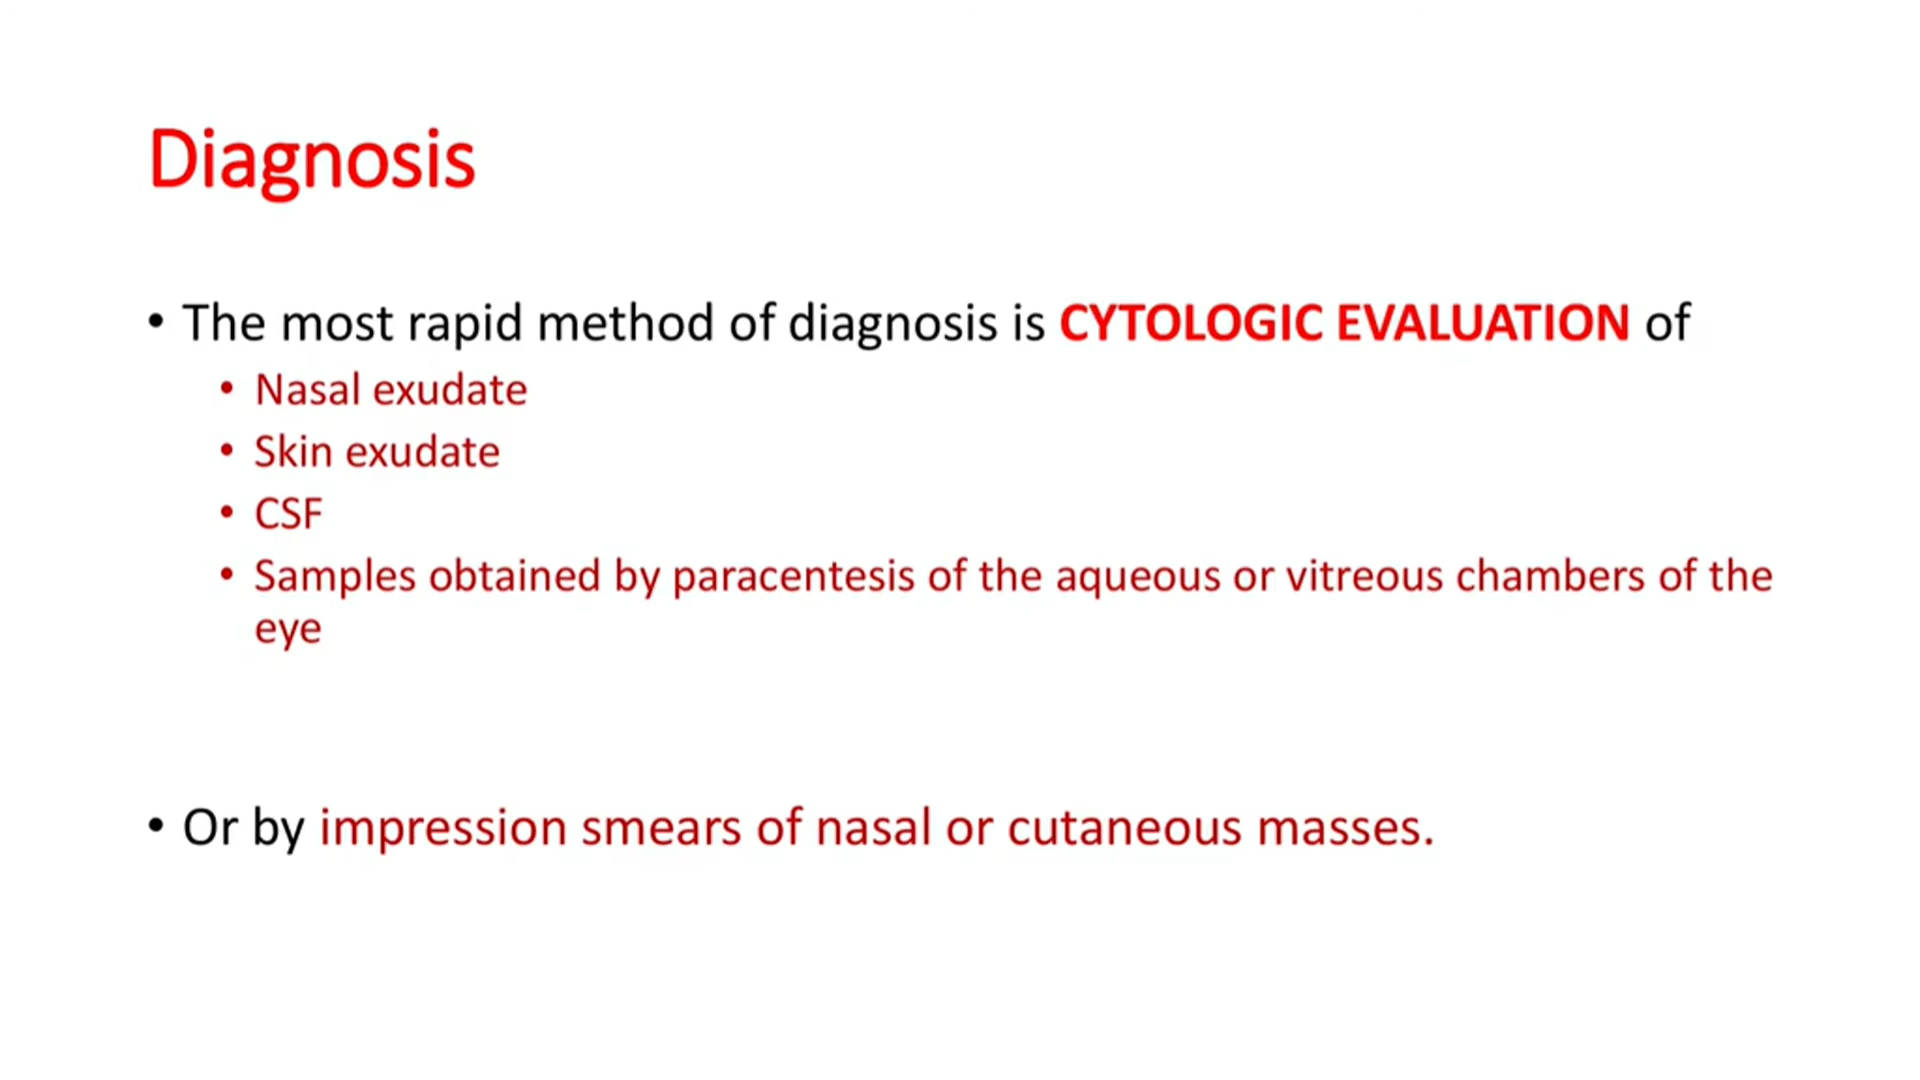 Diagnosis
• The most rapid method of diagnosis is CYTOLOGIC EVALUATION of
• Nasal exudate
• Skin exudate
• CSF
• Samples obtained by paracentesis of the aqueous or vitreous chambers of the
eye
• Or by impression smears of nasal or cutaneous masses.